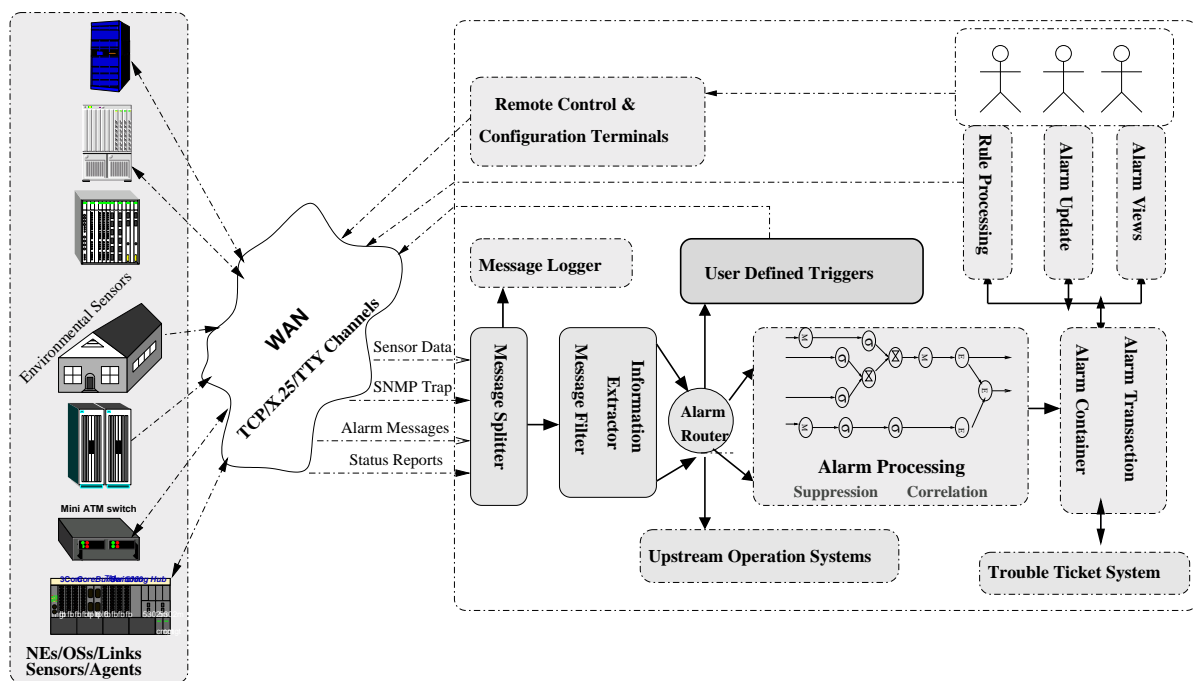 Environmental Sensors
Mini ATM switch
NEs/OSs/Links
Sensors/Agents
WAN
TCP/X.25/TTY Channels
Sensor Data
SNMP Trap
Alarm Messages
Status Reports
Remote Control &
Configuration Terminals
Message Logger
Message Splitter
Message Filter
Information
Extractor
User Defined Triggers
Alarm
Router
Upstream Operation Systems
M
σ
σ
σ
σ
M
E
E
M
σ
σ
E
Alarm Processing
Suppression
Correlation
Rule Processing
Alarm Update
Alarm Views
Alarm Transaction
Alarm Container
Trouble Ticket System